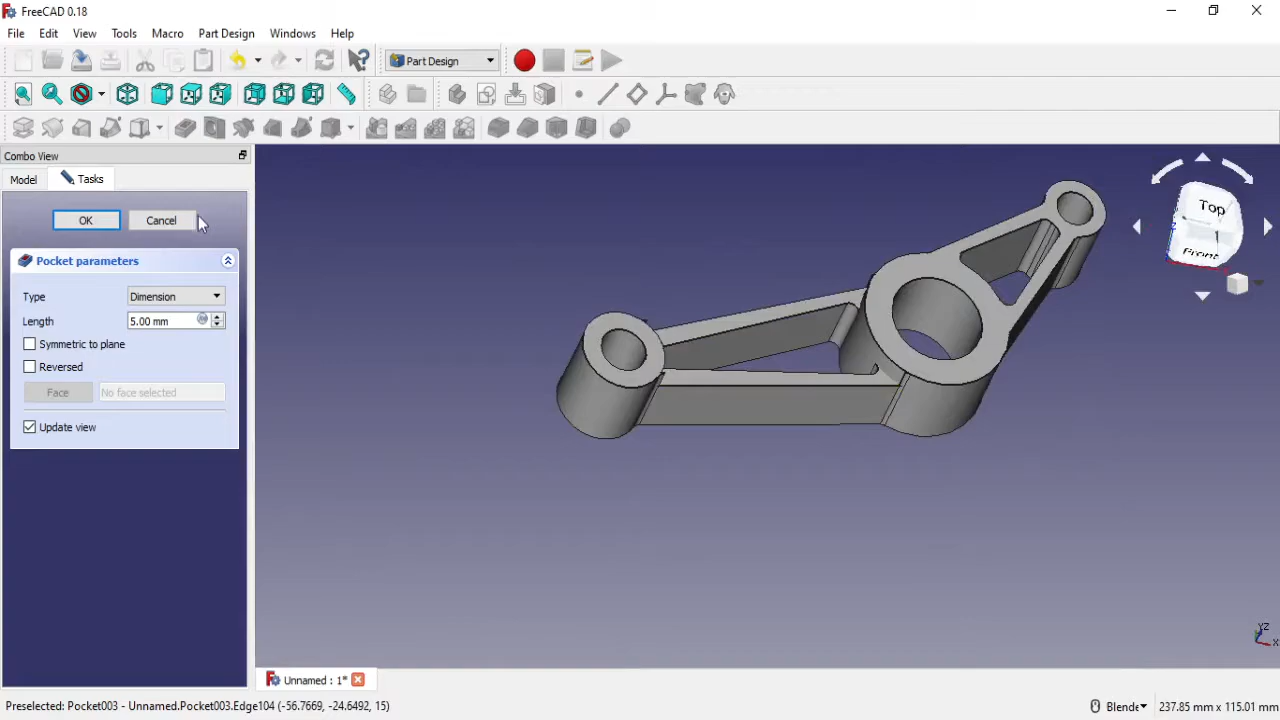 FreeCAD 0.18
File Edit View Tools Macro Part Design Windows Help
Part Design
Combo View
Model Tasks
OK Cancel
Pocket parameters
Type Dimension
Length 5.00 mm
Symmetric to plane
Reversed
Face No face selected
Update view
Top
Front
YZ
X
Unnamed : 1*
Preselected: Pocket003 - Unnamed.Pocket003.Edge104 (-56.7669, -24.6492, 15) Blende 237.85 mm x 115.01 mm